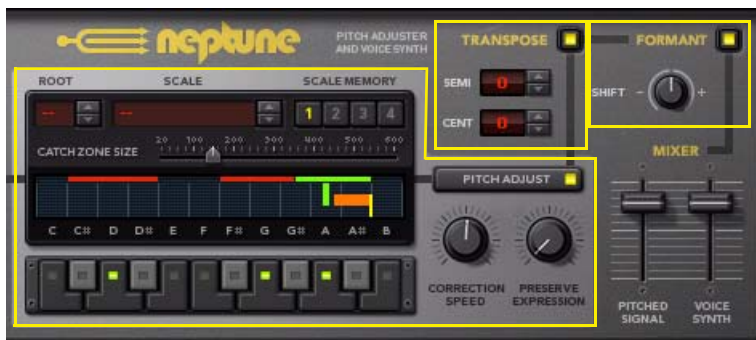 neptune
PITCH ADJUSTER
AND VOICE SYNTH
TRANSPOSE
FORMANT
ROOT
SCALE
SCALE MEMORY
SEMI
0
SHIFT
-
+
--
--
1
2
3
4
CATCH ZONE SIZE
20
100
200
300
400
500
600
CENT
0
MIXER
PITCH ADJUST
C
C#
D
D#
E
F
F#
G
G#
A
A#
B
CORRECTION
SPEED
PRESERVE
EXPRESSION
PITCHED
SIGNAL
VOICE
SYNTH